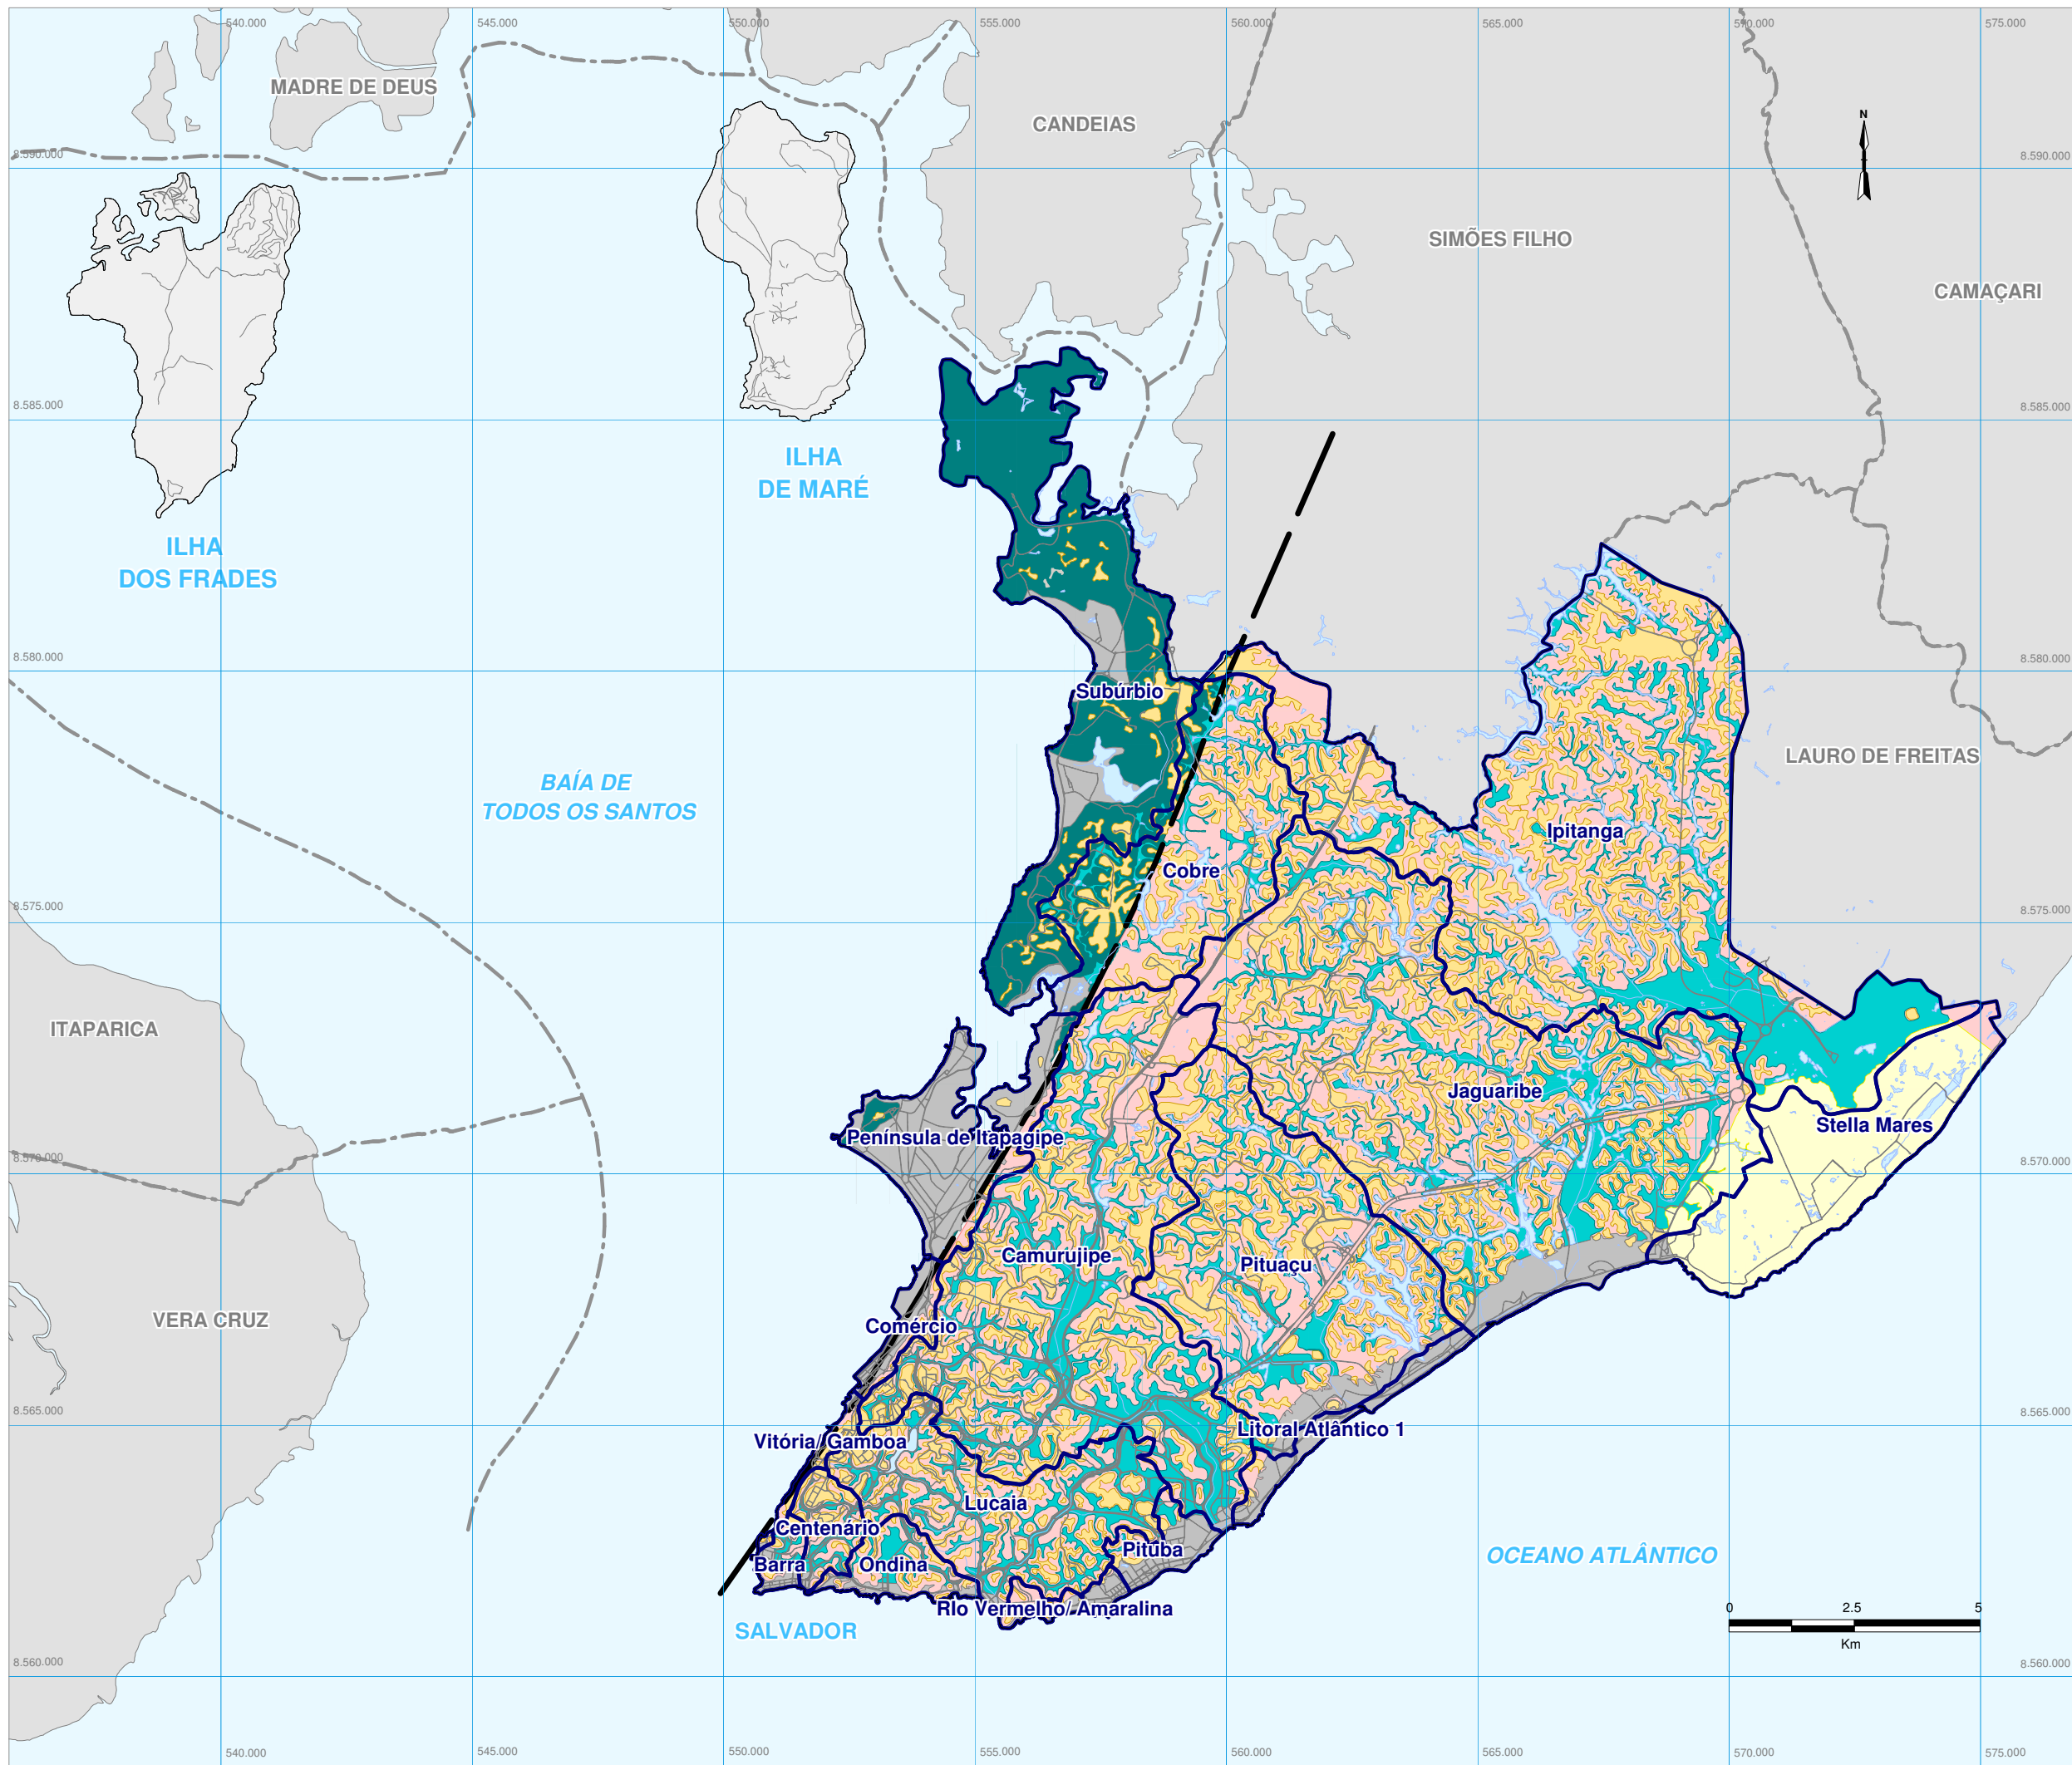 540.000
545.000
550.000
555.000
560.000
565.000
570.000
575.000
MADRE DE DEUS
CANDEIAS
N
8.590.000
8.590.000
SIMÕES FILHO
CAMAÇARI
8.585.000
8.585.000
ILHA
DE MARÉ
ILHA
DOS FRADES
8.580.000
8.580.000
Subúrbio
BAÍA DE
TODOS OS SANTOS
LAURO DE FREITAS
Ipitanga
Cobre
8.575.000
8.575.000
ITAPARICA
Jaguaribe
Stella Mares
Península de Itapagipe
8.570.000
8.570.000
Camurujipe
Pituaçu
VERA CRUZ
Comércio
8.565.000
8.565.000
Litoral Atlântico 1
Vitória/ Gamboa
Lucaia
Centenário
Pituba
OCEANO ATLÂNTICO
Barra
Ondina
RIo Vermelho/ Amaralina
0
2.5
5
Km
SALVADOR
8.560.000
8.560.000
540.000
545.000
550.000
555.000
560.000
565.000
570.000
575.000